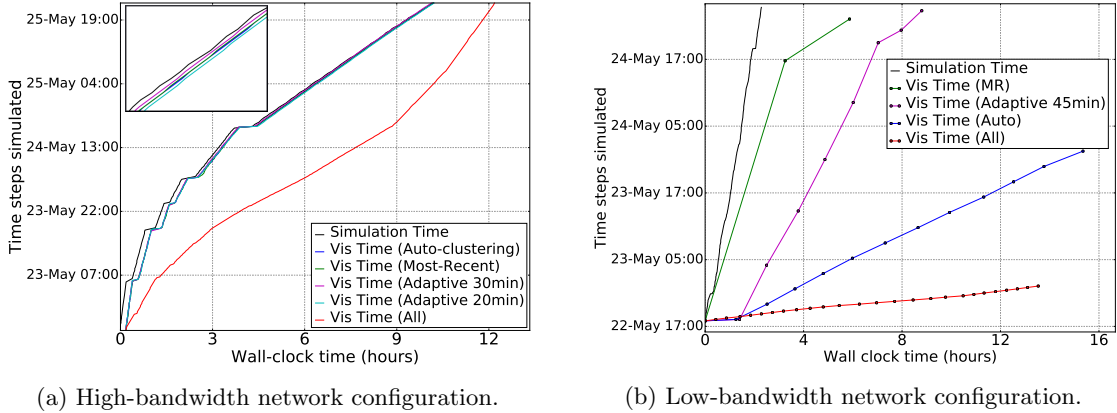 25-May 19:00
25-May 04:00
24-May 13:00
23-May 22:00
23-May 07:00
Time steps simulated
Simulation Time
Vis Time (Auto-clustering)
Vis Time (Most-Recent)
Vis Time (Adaptive 30min)
Vis Time (Adaptive 20min)
Vis Time (All)
0 3 6 9 12
Wall-clock time (hours)
(a) High-bandwidth network configuration.
24-May 17:00
24-May 05:00
23-May 17:00
23-May 05:00
22-May 17:00
Time steps simulated
Simulation Time
Vis Time (MR)
Vis Time (Adaptive 45min)
Vis Time (Auto)
Vis Time (All)
0 4 8 12 16
Wall clock time (hours)
(b) Low-bandwidth network configuration.